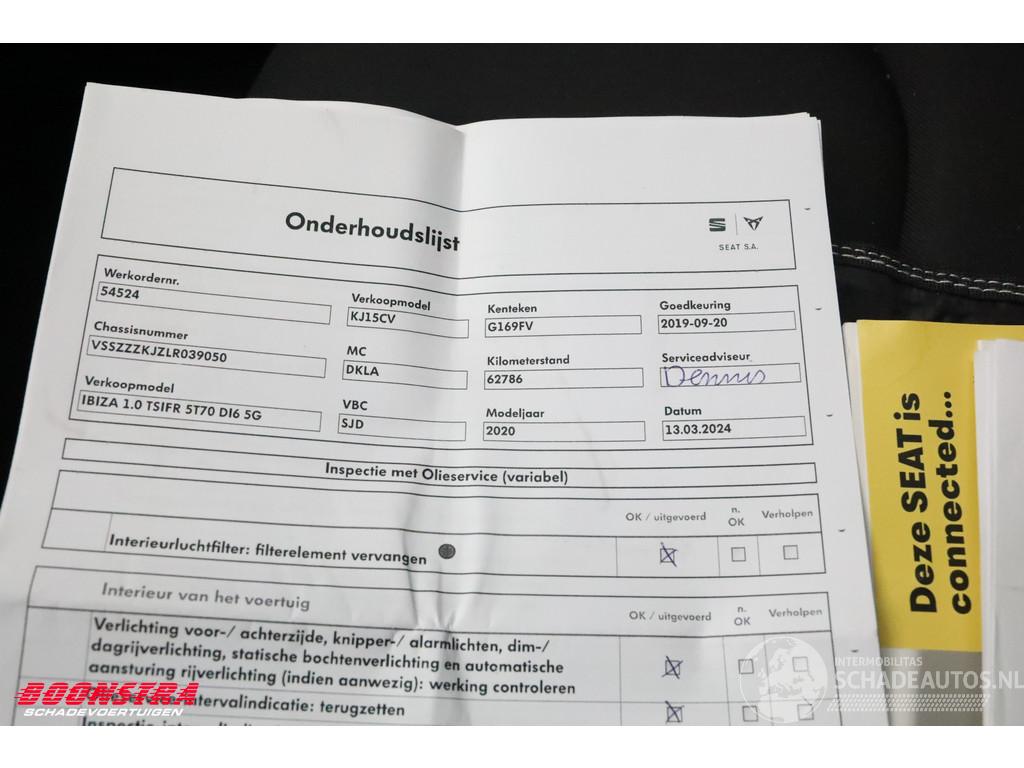 Onderhoudslijst
SEAT S.A.
Werkordernr.
54524
Verkoopmodel
KJ15CV
Kenteken
G169FV
Goedkeuring
2019-09-20
Chassisnummer
VSSZZZKJZLR039050
MC
DKLA
Kilometerstand
62786
Serviceadviseur
Dennis
Verkoopmodel
IBIZA 1.0 TSIFR 5T70 DI6 5G
VBC
SJD
Modeljaar
2020
Datum
13.03.2024
Inspectie met Olieservice (variabel)
OK / uitgevoerd
n. OK
Verholpen
Interieurluchtfilter: filterelement vervangen
Interieur van het voertuig
OK / uitgevoerd
n. OK
Verholpen
Verlichting voor-/ achterzijde, knipper-/ alarmlichten, dim-/
dagrijverlichting, statische bochtenverlichting en automatische
aansturing rijverlichting (indien aanwezig): werking controleren
intervalindicatie: terugzetten
Deze SEAT is
connected...
BOONSTRA
SCHADEVOERTUIGEN
INTERMOBILITAS
SCHADEAUTOS.NL